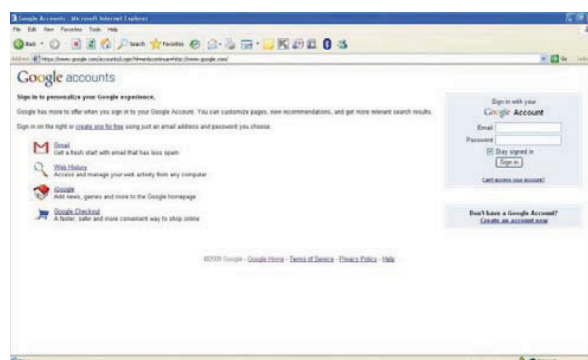 Google Accounts - Microsoft Internet Explorer
File Edit View Favorites Tools Help
Back Search Favorites
Address
Google accounts
Sign in to personalize your Google experience.
Google has more to offer when you sign in to your Google Account. You can customize pages, view recommendations, and get more relevant search results.
Sign in on the right or create one for free using just an email address and password you choose.
Gmail
Get a fresh start with email that has less spam
Web History
Access and manage your web activity from any computer
iGoogle
Add news, games and more to the Google homepage
Google Checkout
A faster, safer and more convenient way to shop online
Sign in with your
Google Account
Email:
Password:
Stay signed in
Sign in
Can't access your account?
Don't have a Google Account?
Create an account now
©2009 Google - Google Home - Terms of Service - Privacy Policy - Help